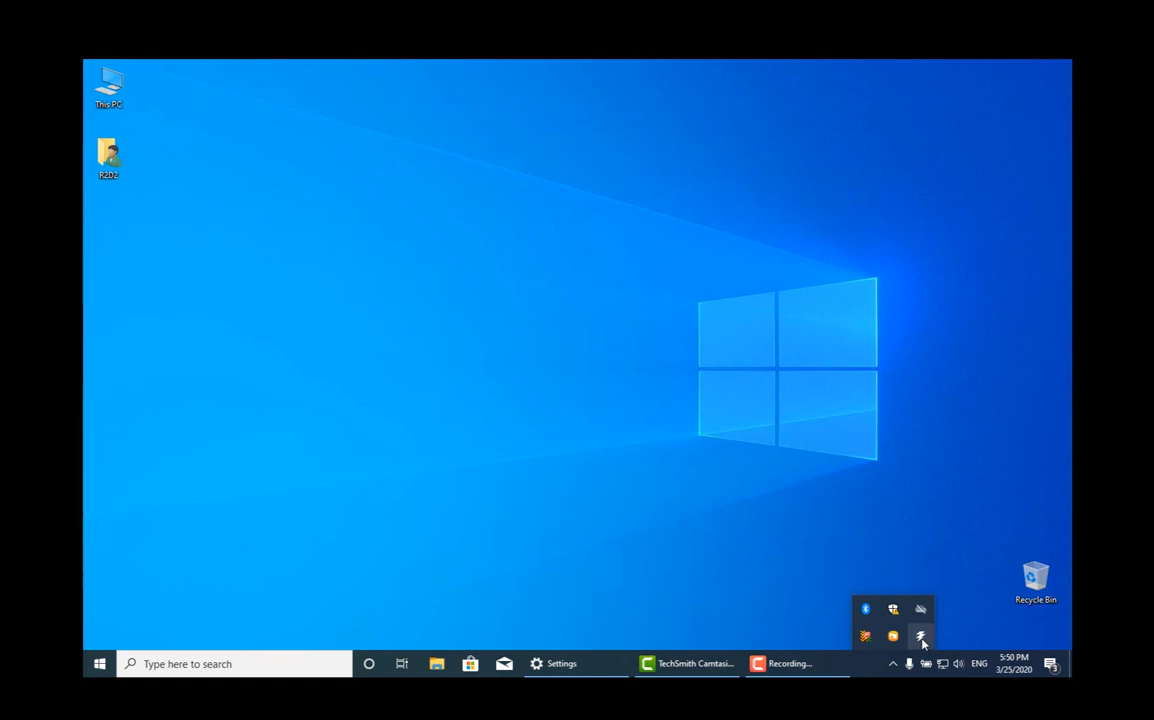 This PC
R2D2
Recycle Bin
Type here to search
Settings
TechSmith Camtasi...
Recording...
ENG
5:50 PM
3/25/2020
3